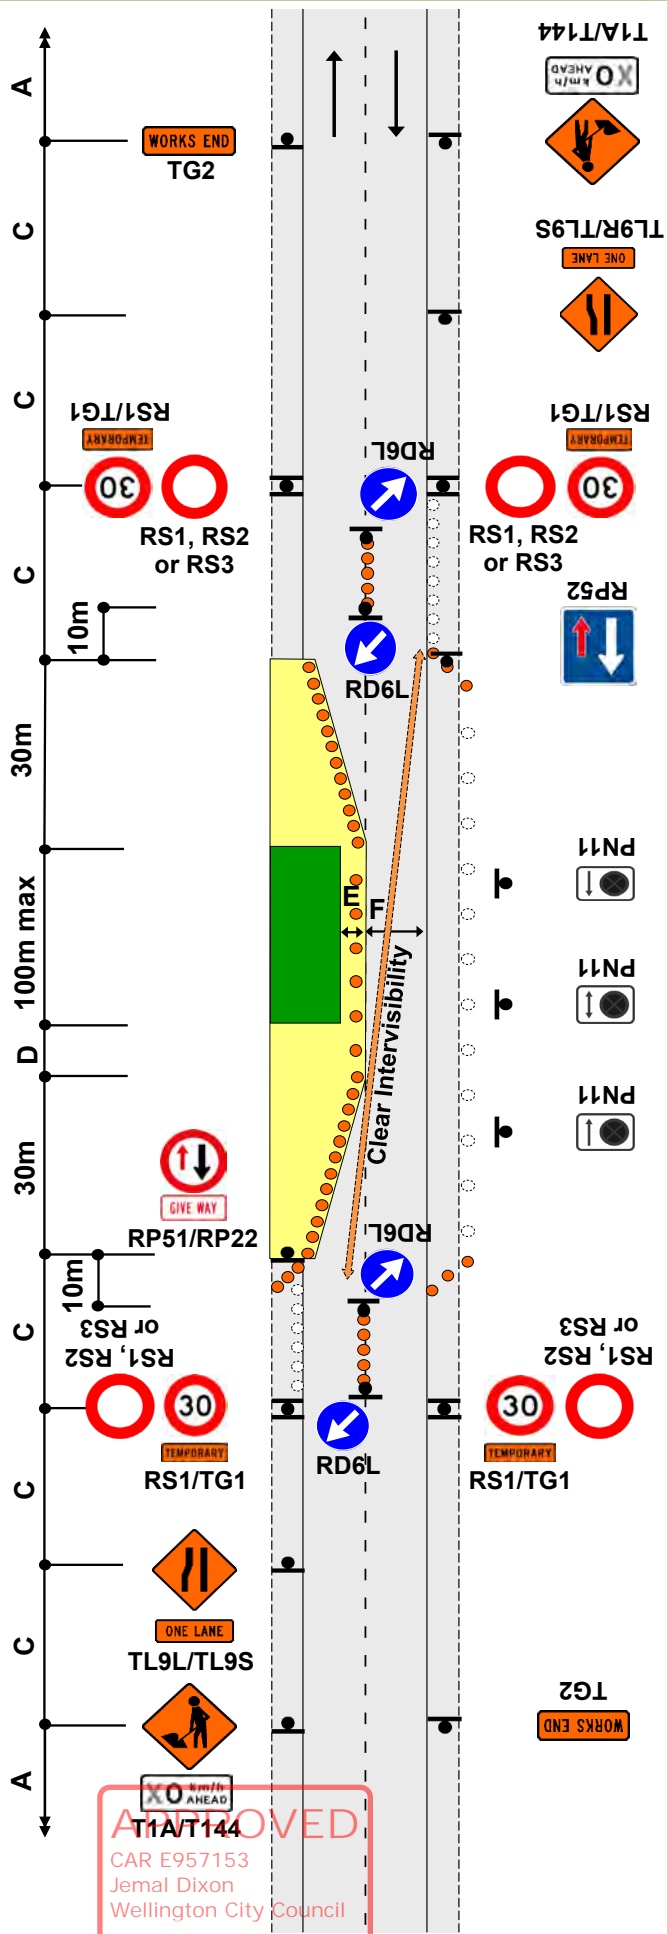 T1A/T144
A
X0 km/h
AHEAD
WORKS END
TG2
C
TL9R/TL9S
ONE LANE
C
RS1/TG1
TEMPORARY
30
RS1, RS2
or RS3
RD6L
RS1/TG1
TEMPORARY
30
RS1, RS2
or RS3
C
10m
RP52
RD6L
30m
PN11
E
F
100m max
PN11
Clear Intervisibility
D
PN11
30m
GIVE WAY
RP51/RP22
RD6L
10m
C
RS1, RS2
or RS3
RS1, RS2
or RS3
30
TEMPORARY
RS1/TG1
RD6L
30
TEMPORARY
RS1/TG1
C
ONE LANE
TL9L/TL9S
C
TG2
WORKS END
A
X0 km/h
AHEAD
T1A/T144
APPROVED
CAR E957153
Jemal Dixon
Wellington City Council